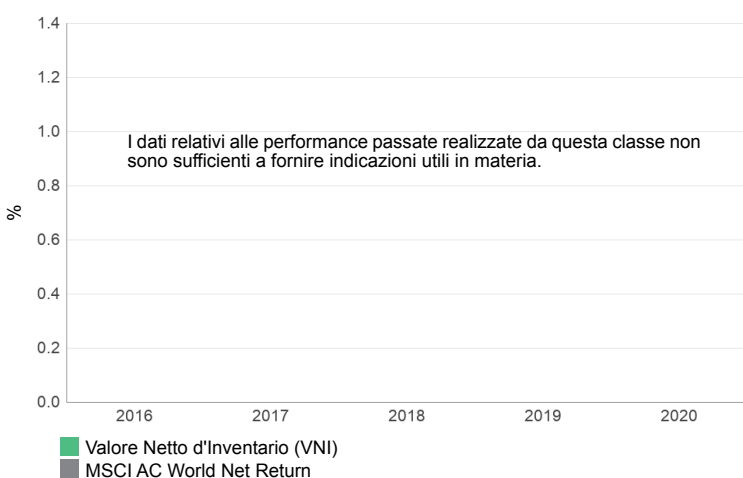 1.4
1.2
1.0
I dati relativi alle performance passate realizzate da questa classe non
sono sufficienti a fornire indicazioni utili in materia.
0.8
%
0.6
0.4
0.2
0.0
2016 2017 2018 2019 2020
Valore Netto d'Inventario (VNI)
MSCI AC World Net Return